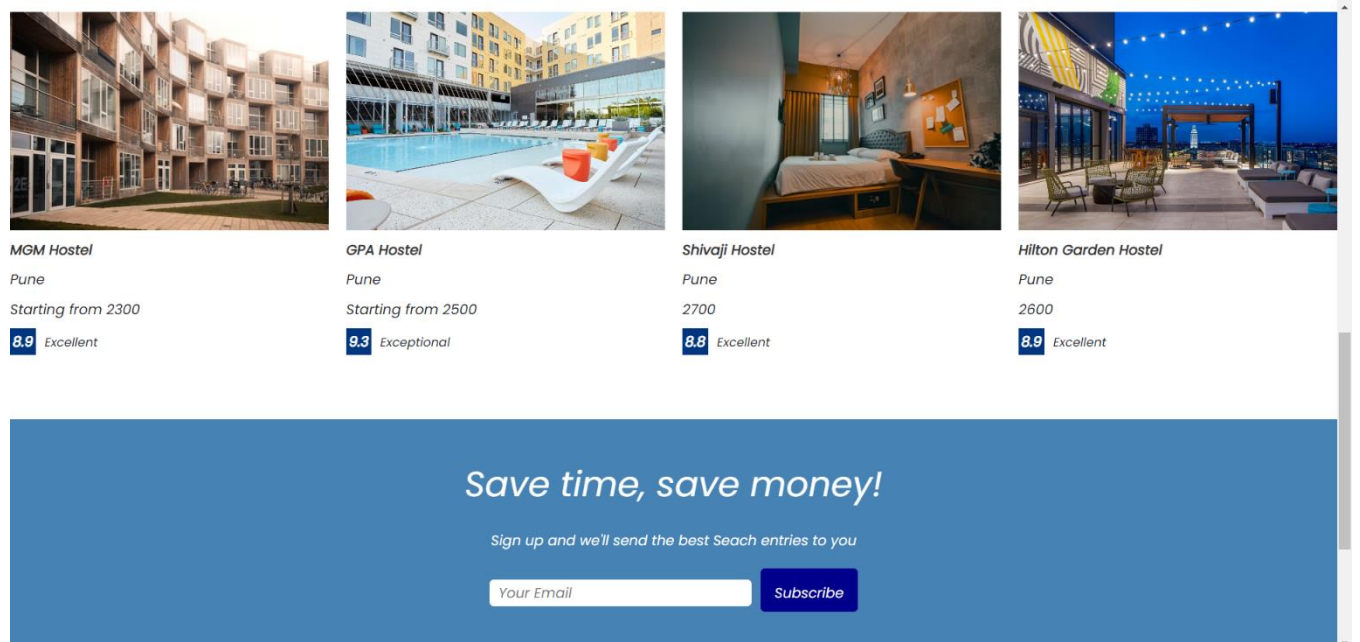 MGM Hostel
Pune
Starting from 2300
8.9 Excellent
GPA Hostel
Pune
Starting from 2500
9.3 Exceptional
Shivaji Hostel
Pune
2700
8.8 Excellent
Hilton Garden Hostel
Pune
2600
8.9 Excellent
Save time, save money!
Sign up and we'll send the best Seach entries to you
Your Email
Subscribe